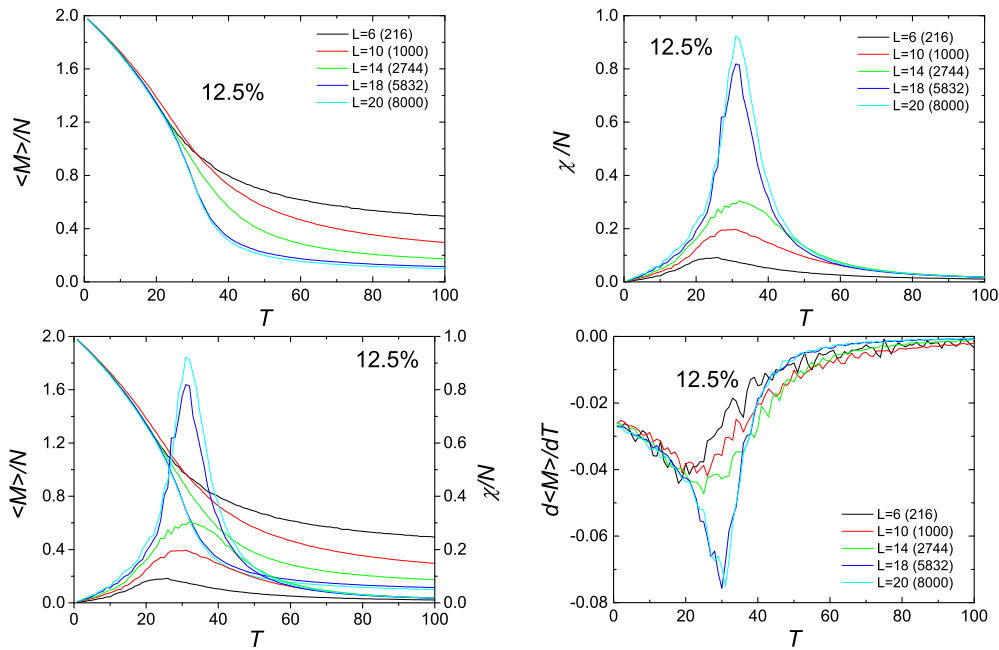 2.0
1.6
1.2
0.8
0.4
0.0
<M>/N
0
20
40
60
80
100
T
12.5%
L=6 (216)
L=10 (1000)
L=14 (2744)
L=18 (5832)
L=20 (8000)
1.0
0.8
0.6
0.4
0.2
0.0
χ/N
0
20
40
60
80
100
T
12.5%
L=6 (216)
L=10 (1000)
L=14 (2744)
L=18 (5832)
L=20 (8000)
2.0
1.6
1.2
0.8
0.4
0.0
<M>/N
0
20
40
60
80
100
T
12.5%
1.0
0.8
0.6
0.4
0.2
0.0
χ/N
0.00
-0.02
-0.04
-0.06
-0.08
d<M>/dT
0
20
40
60
80
100
T
12.5%
L=6 (216)
L=10 (1000)
L=14 (2744)
L=18 (5832)
L=20 (8000)